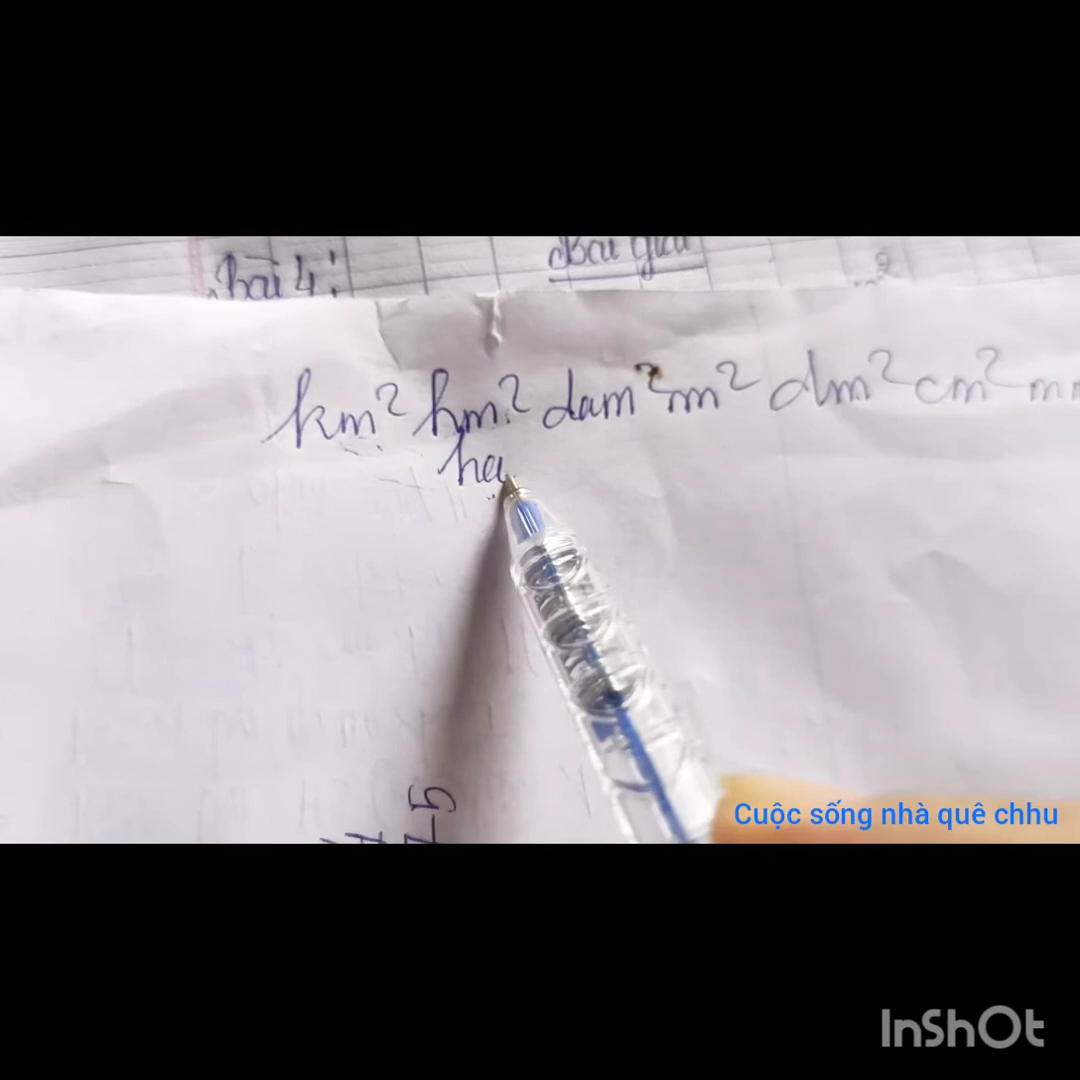 Bài 4:
Bài giải
km² hm² dam² m² dm² cm²
ha
Cuộc sống nhà quê chhu
InShOt